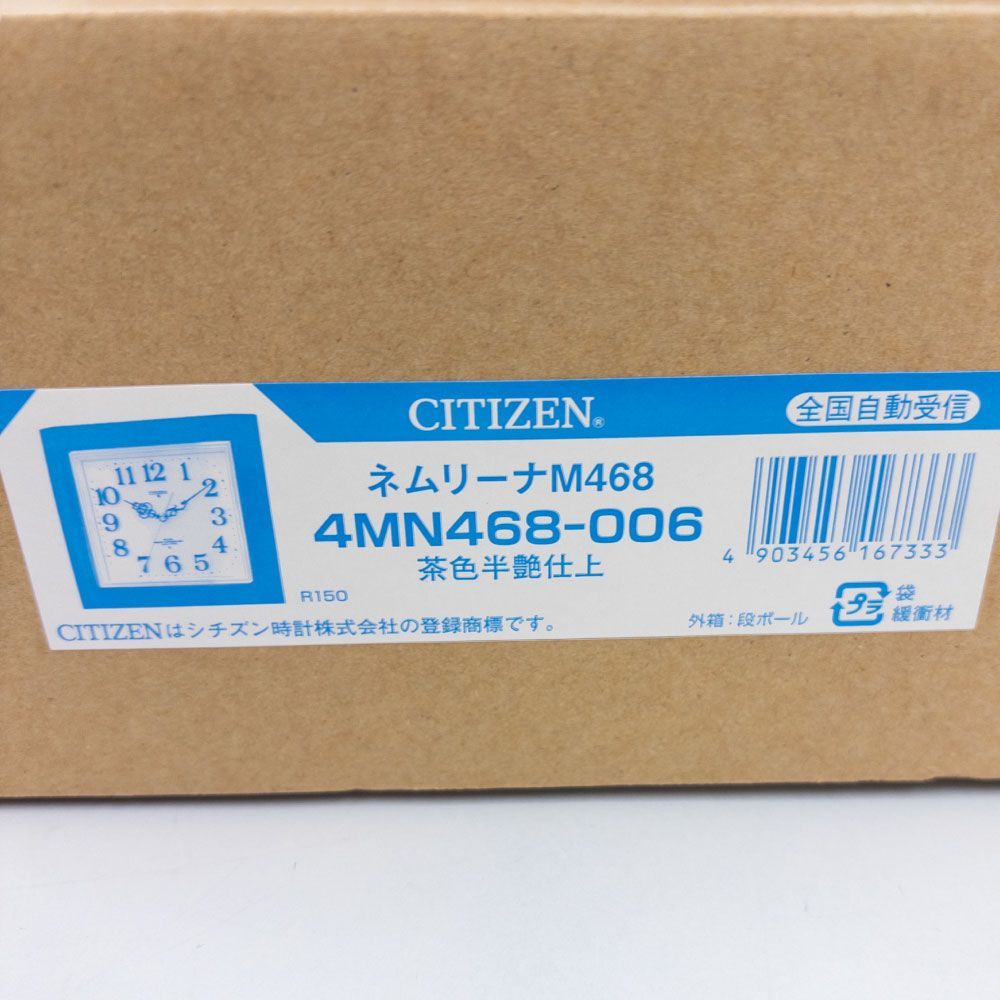 CITIZEN®
全国自動受信
ネムリーナM468
4MN468-006
茶色半艶仕上
R150
4 903456 167333
外箱:段ボール
プラ
袋
緩衝材
CITIZENはシチズン時計株式会社の登録商標です。
11 12 1
10 2
9 3
8 4
7 6 5